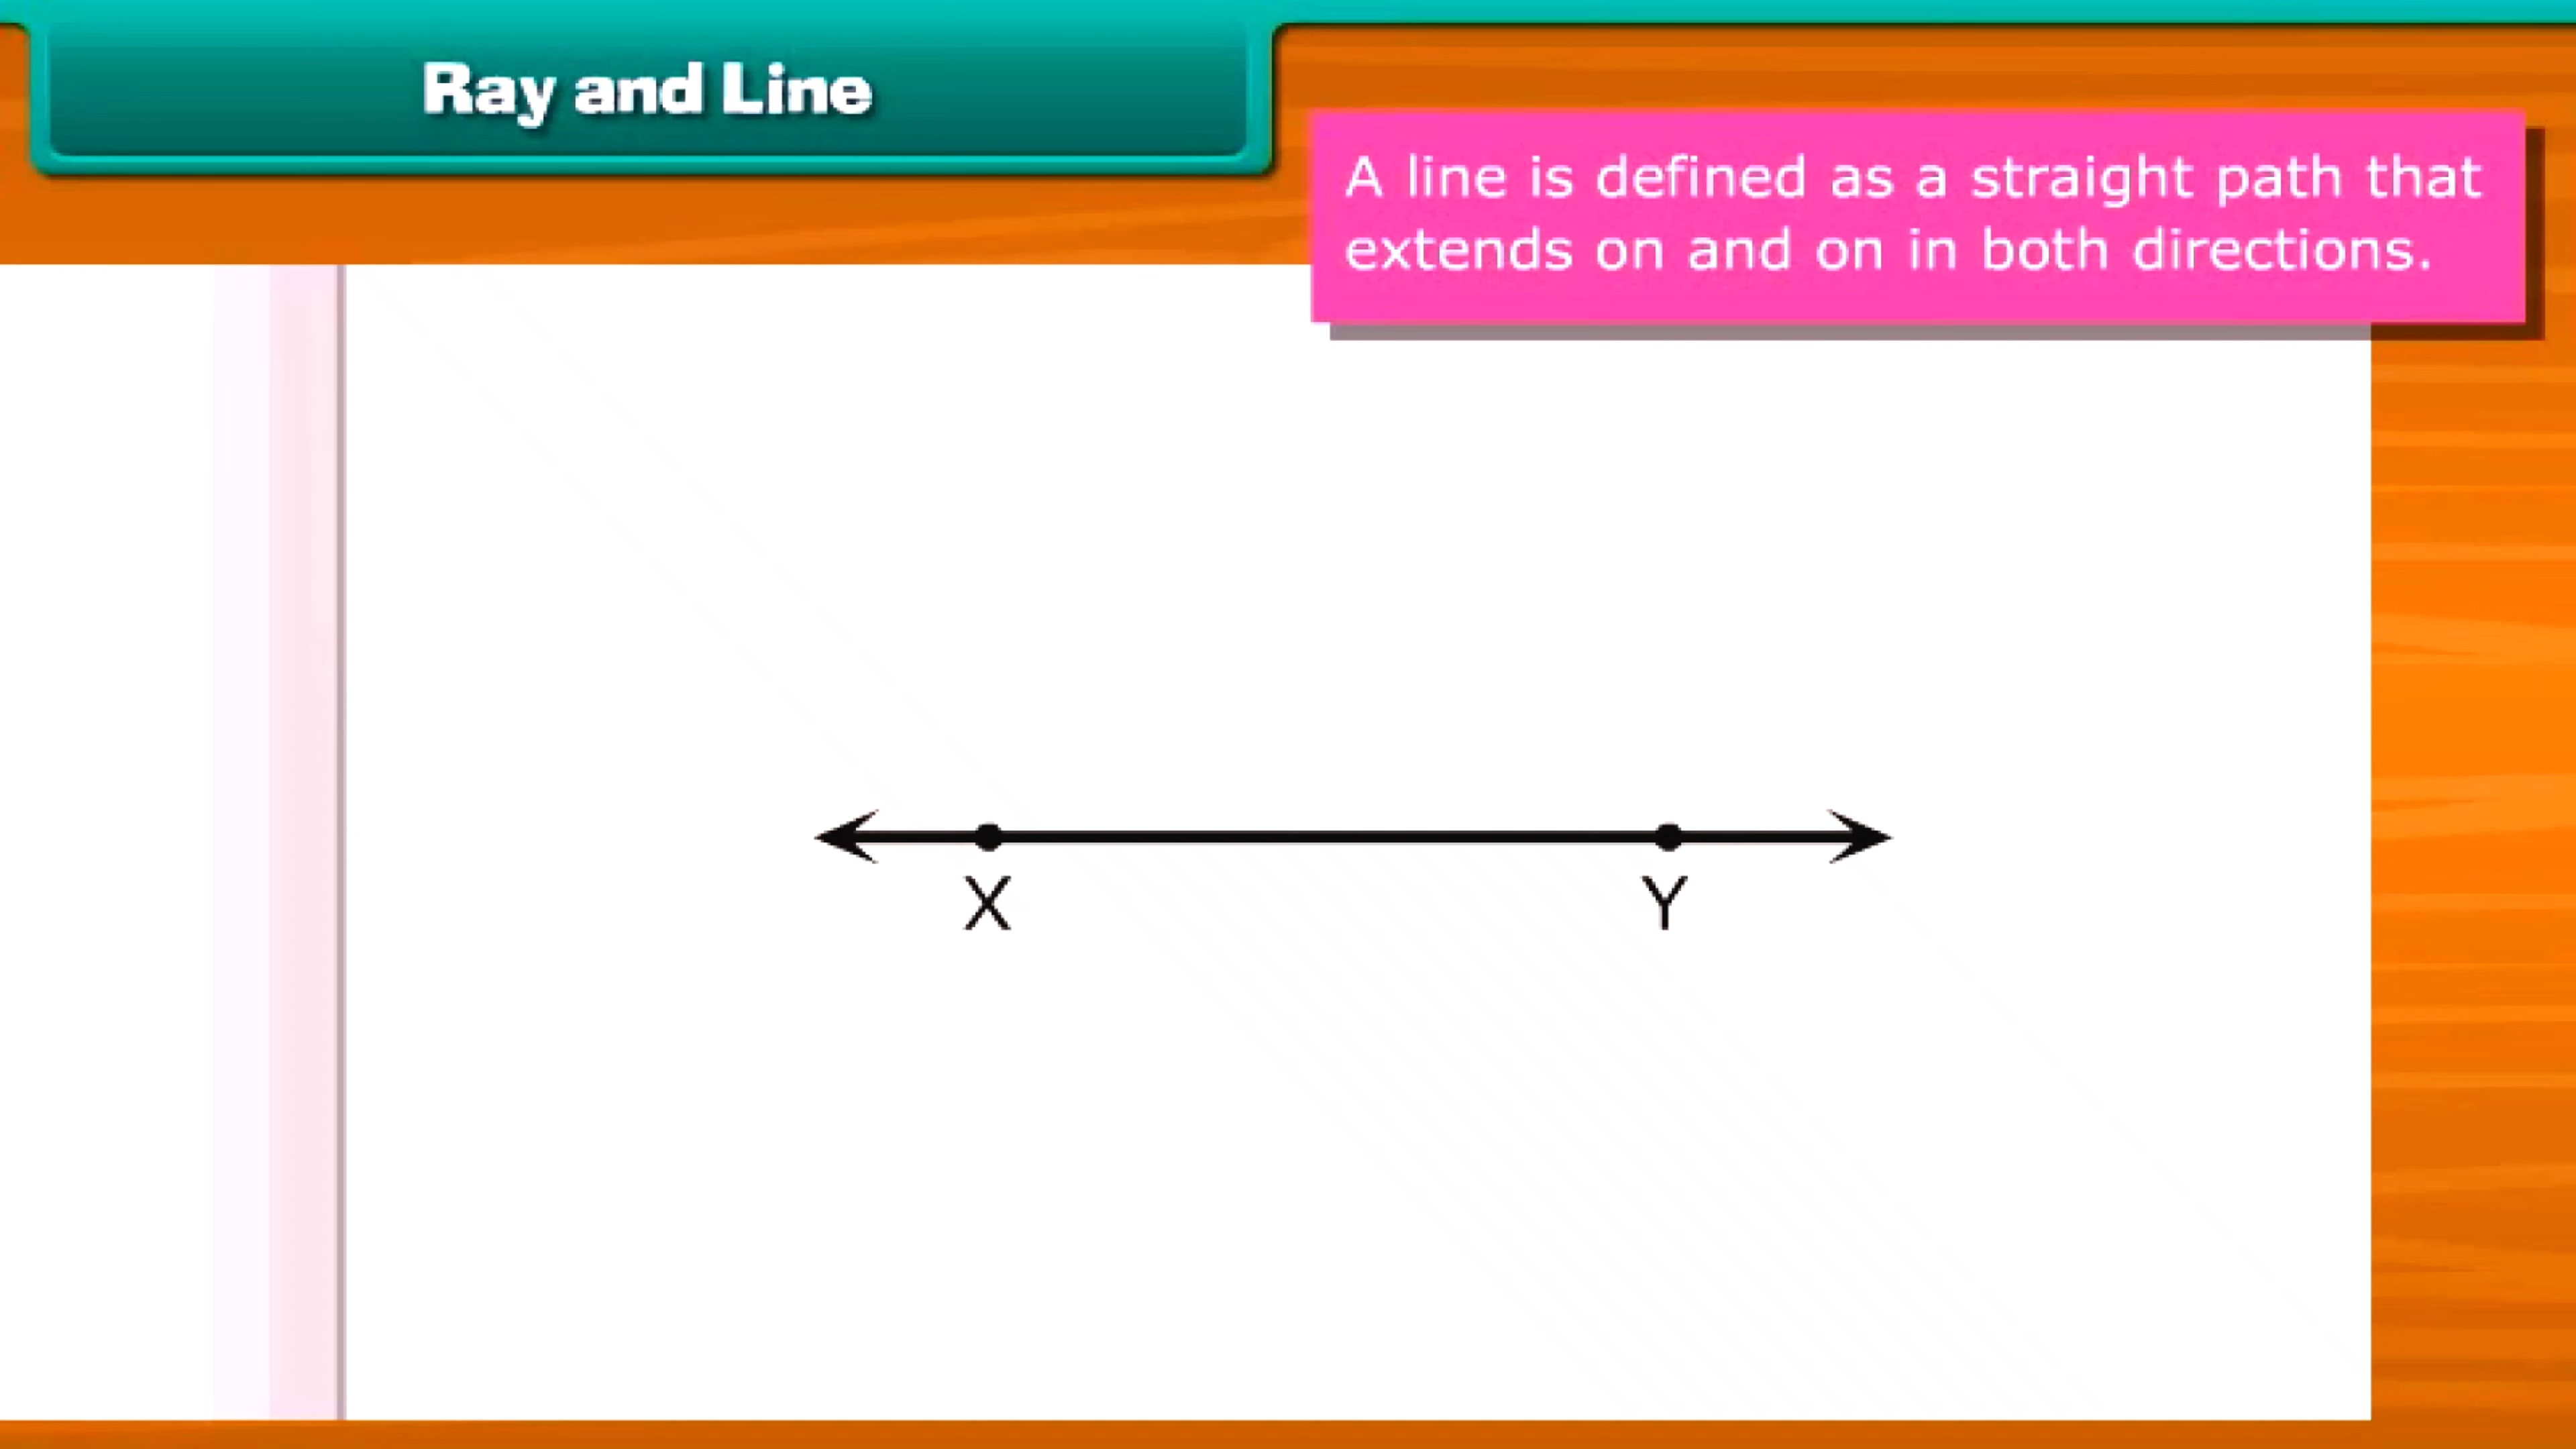 Ray and Line
A line is defined as a straight path that
extends on and on in both directions.
X Y